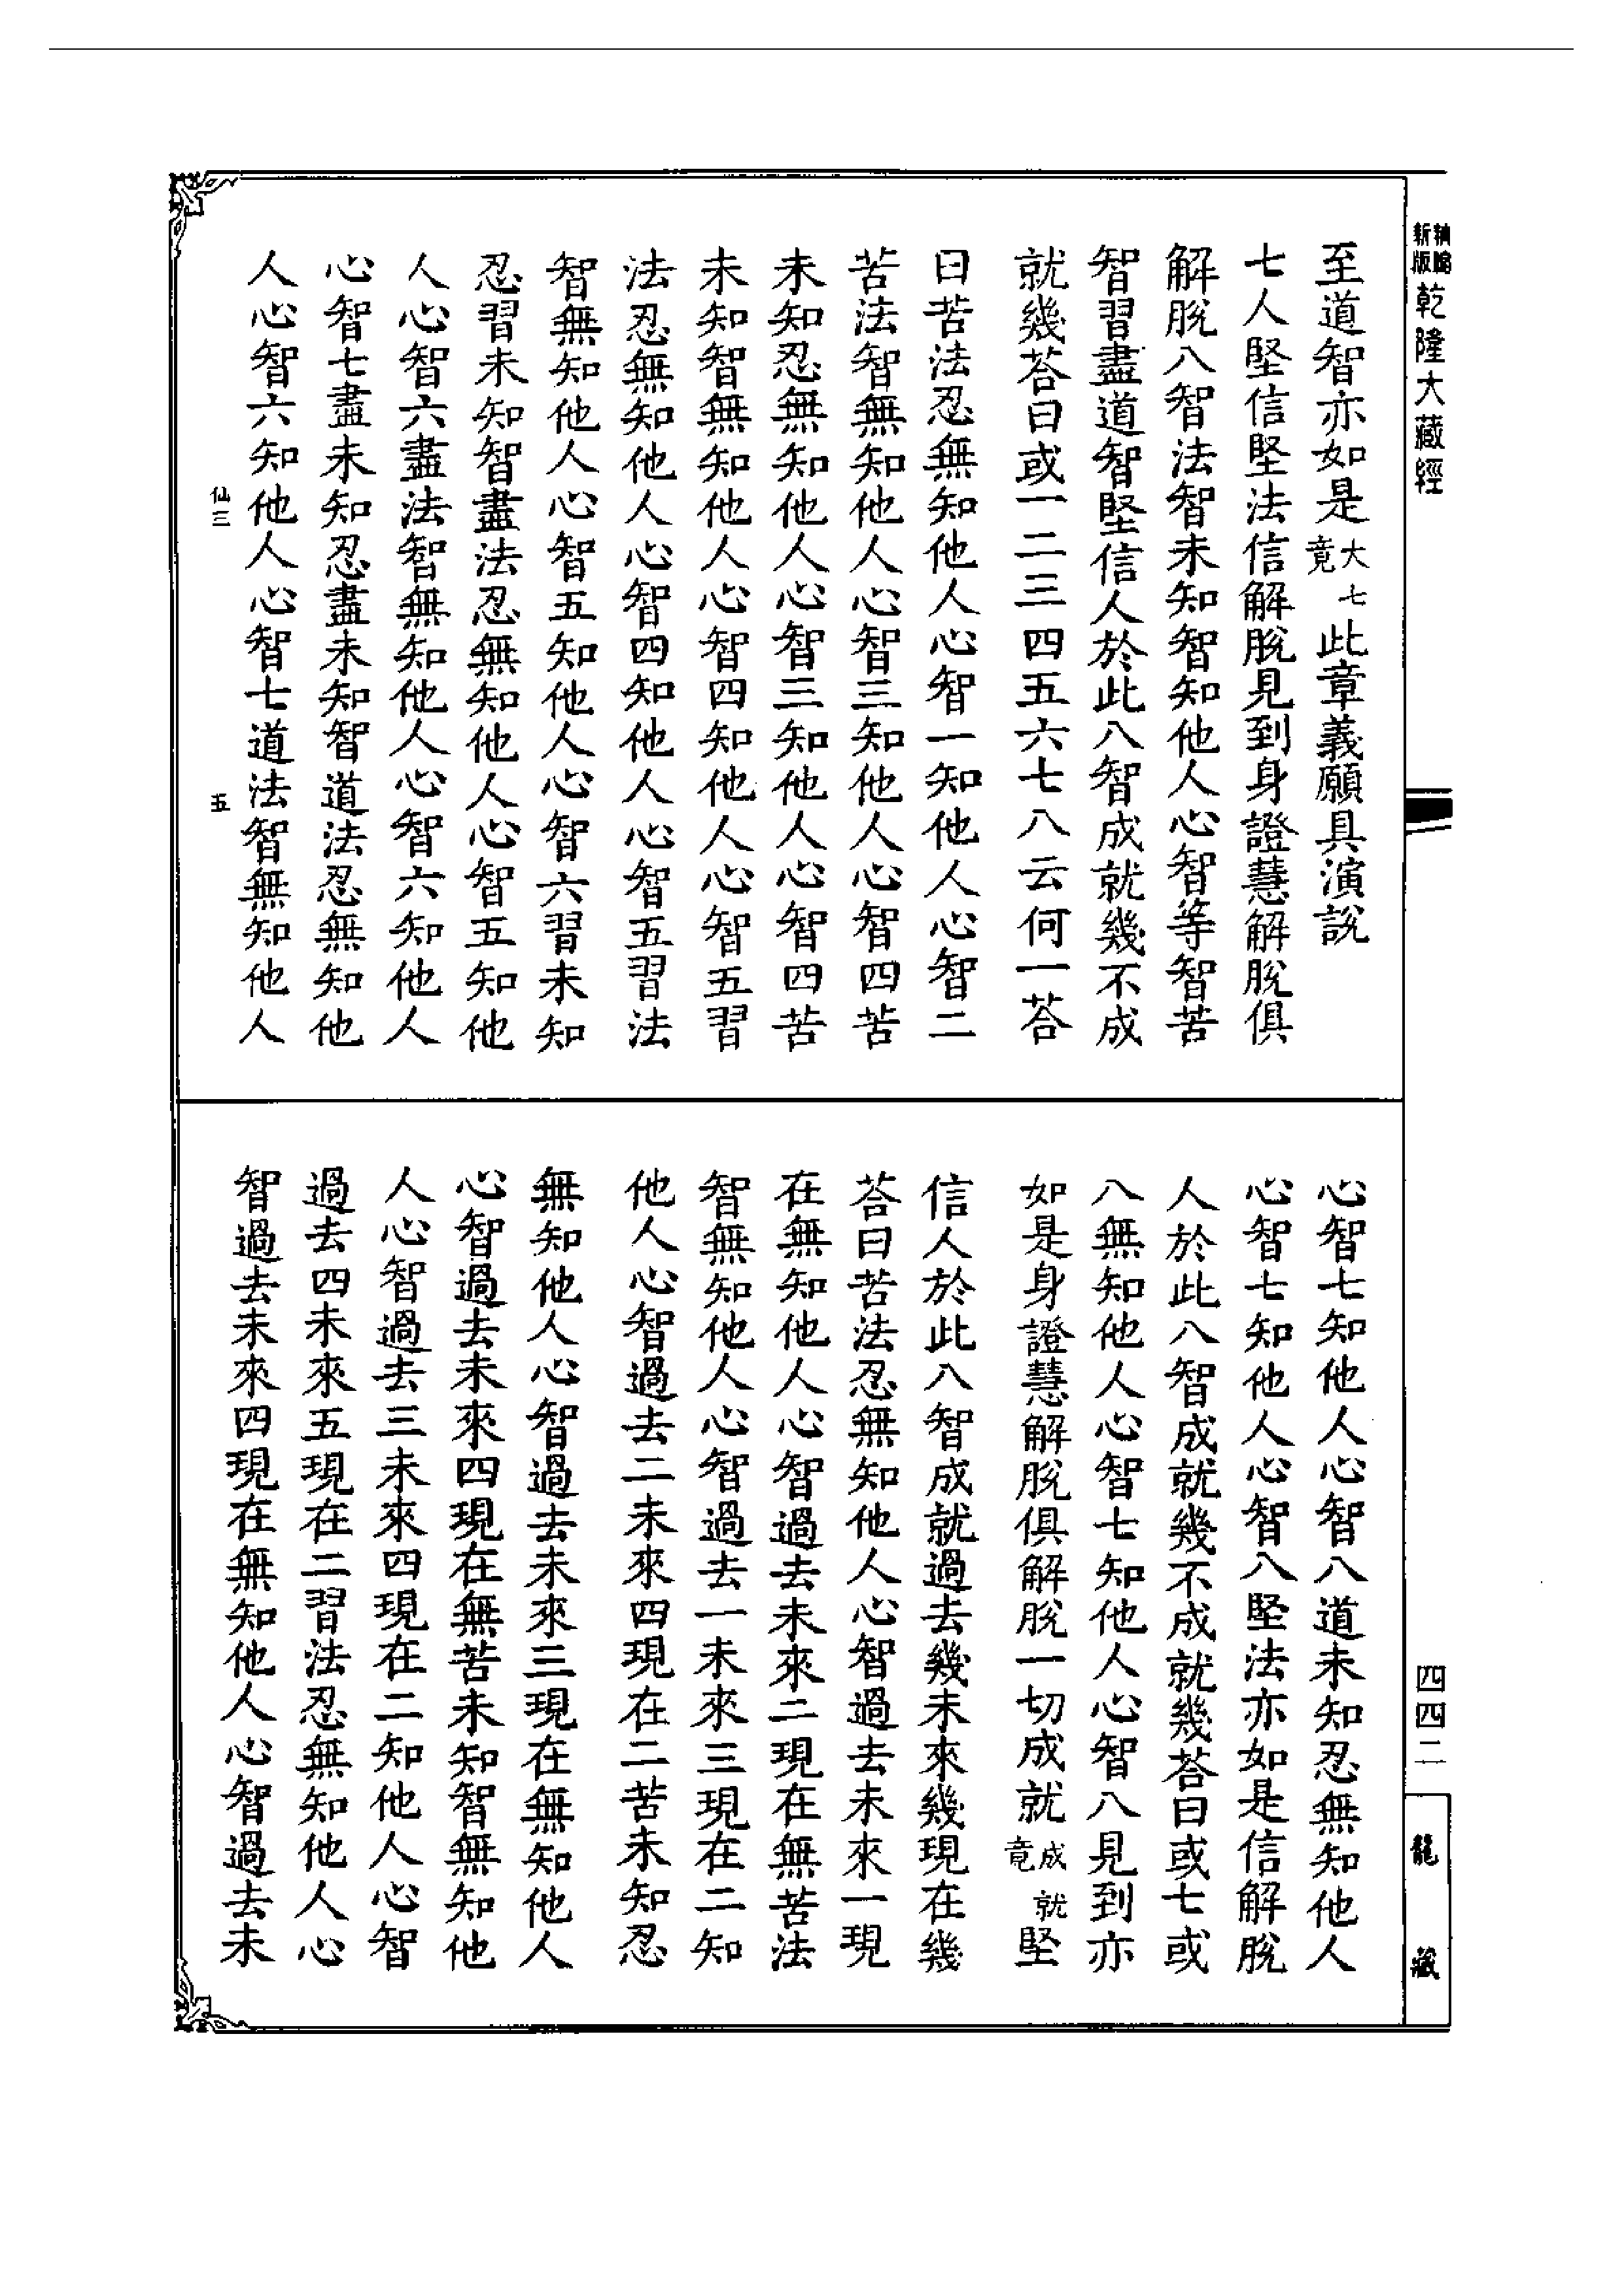 新版
乾隆大藏經
至道智亦如是大七竟此章義願具演說
七人堅信堅法信解脫見到身證慧解脫俱
解脫八智法智未知智知他人心智等智苦
智習盡道智堅信人於此八智成就幾不成
就幾荅曰或一二三四五六七八云何一荅
曰苦法忍無知他人心智一知他人心智二
苦法智無知他人心智三知他人心智四苦
未知忍無知他人心智三知他人心智四苦
未知智無知他人心智四知他人心智五習
法忍無知他人心智四知他人心智五習法
智無知他人心智五知他人心智六習未知
忍習未知智盡法忍無知他人心智五知他
人心智六盡法智無知他人心智六知他人
心智七盡未知忍盡未知智道法忍無知他
人心智六知他人心智七道法智無知他人
仙三
五
心智七知他人心智八道未知忍無知他人
心智七知他人心智八堅法亦如是信解脫
人於此八智成就幾不成就幾荅曰或七或
八無知他人心智七知他人心智八見到亦
如是身證慧解脫俱解脫一切成就成就竟堅
信人於此八智成就過去幾未來幾現在幾
荅曰苦法忍無知他人心智過去未來一現
在無知他人心智過去未來二現在無苦法
智無知他人心智過去一未來三現在二知
他人心智過去二未來四現在二苦未知忍
無知他人心智過去未來三現在無知他人
心智過去未來四現在無苦未知智無知他
人心智過去三未來四現在二知他人心智
過去四未來五現在二習法忍無知他人心
智過去未來四現在無知他人心智過去未
四四二
龍藏